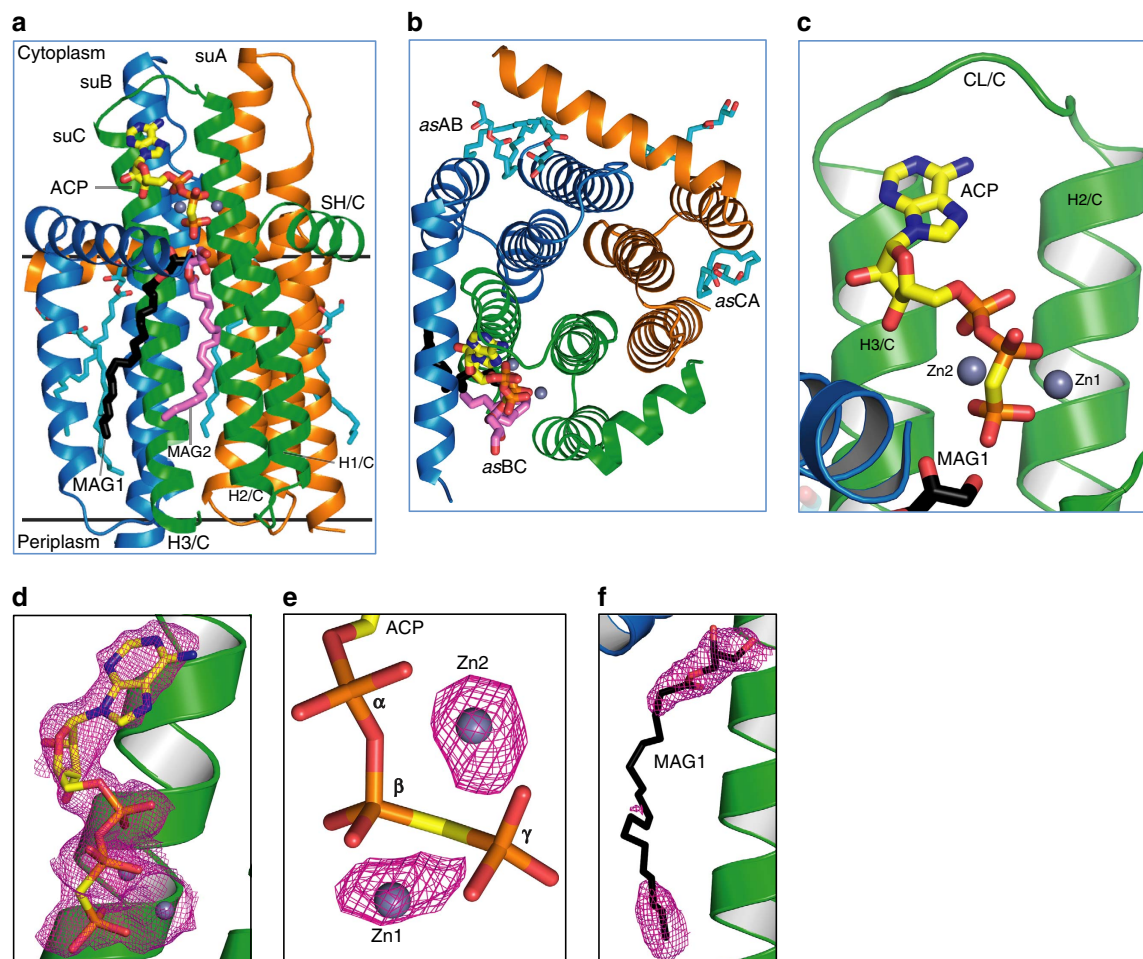 a
Cytoplasm
suA
suB
suC
ACP
SH/C
MAG2
MAG1
H1/C
H2/C
Periplasm
H3/C
b
asAB
asCA
asBC
c
CL/C
ACP
H2/C
H3/C
Zn2
Zn1
MAG1
d
e
ACP
Zn2
α
β
γ
Zn1
f
MAG1